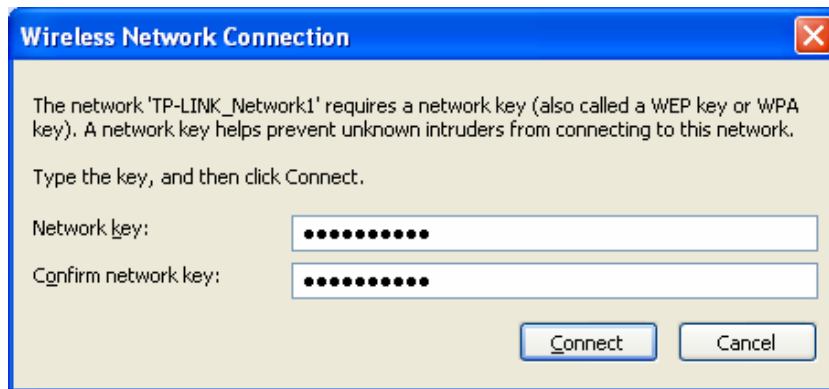 Wireless Network Connection
The network 'TP-LINK_Network1' requires a network key (also called a WEP key or WPA
key). A network key helps prevent unknown intruders from connecting to this network.
Type the key, and then click Connect.
Network key: ●●●●●●●●●●
Confirm network key: ●●●●●●●●●●
Connect Cancel